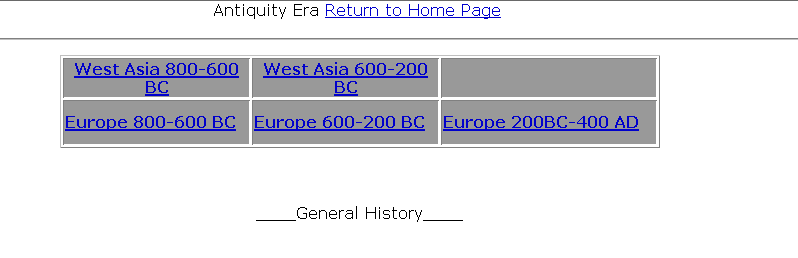 Antiquity Era Return to Home Page
West Asia 800-600 BC
West Asia 600-200 BC
Europe 800-600 BC
Europe 600-200 BC
Europe 200BC-400 AD
____General History____